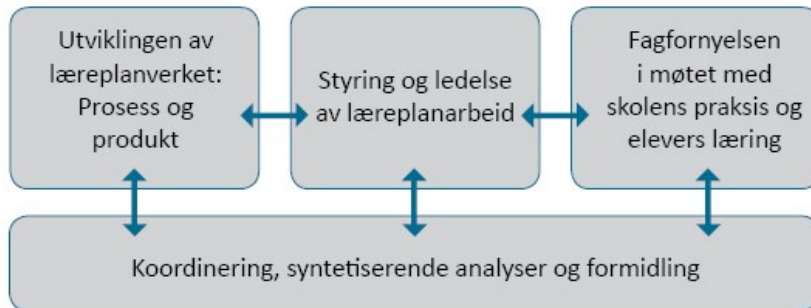 Utviklingen av
læreplanverket:
Prosess og
produkt
Styring og ledelse
av læreplanarbeid
Fagfornyelsen
i møtet med
skolens praksis og
elevers læring
Koordinering, syntetiserende analyser og formidling